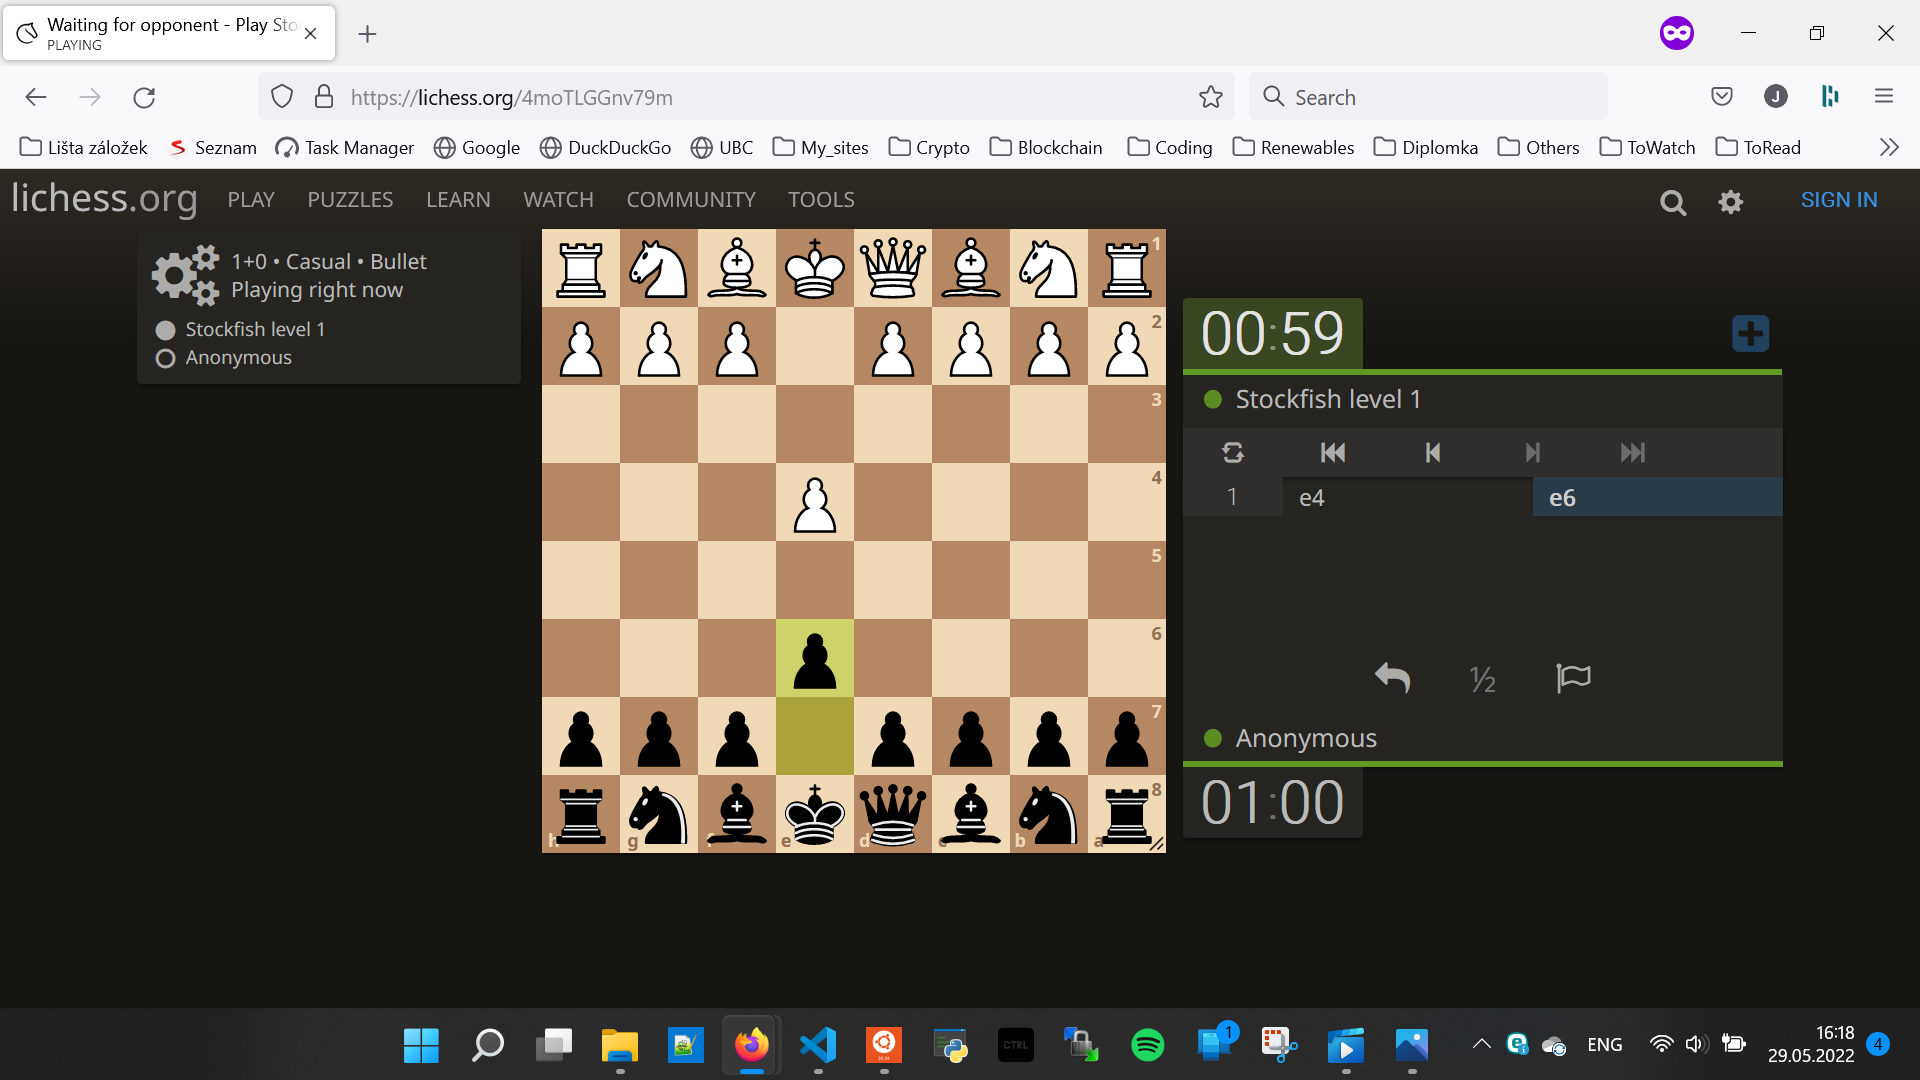 Waiting for opponent - Play Sto
PLAYING
https://lichess.org/4moTLGGnv79m
Search
J
Lišta záložek
Seznam
Task Manager
Google
DuckDuckGo
UBC
My_sites
Crypto
Blockchain
Coding
Renewables
Diplomka
Others
ToWatch
ToRead
lichess.org
PLAY
PUZZLES
LEARN
WATCH
COMMUNITY
TOOLS
SIGN IN
1+0 • Casual • Bullet
Playing right now
Stockfish level 1
Anonymous
1
2
3
4
5
6
7
8
h
g
f
e
d
c
b
a
00:59
Stockfish level 1
1 e4 e6
½
Anonymous
01:00
CTRL
1
ENG
16:18
29.05.2022
4